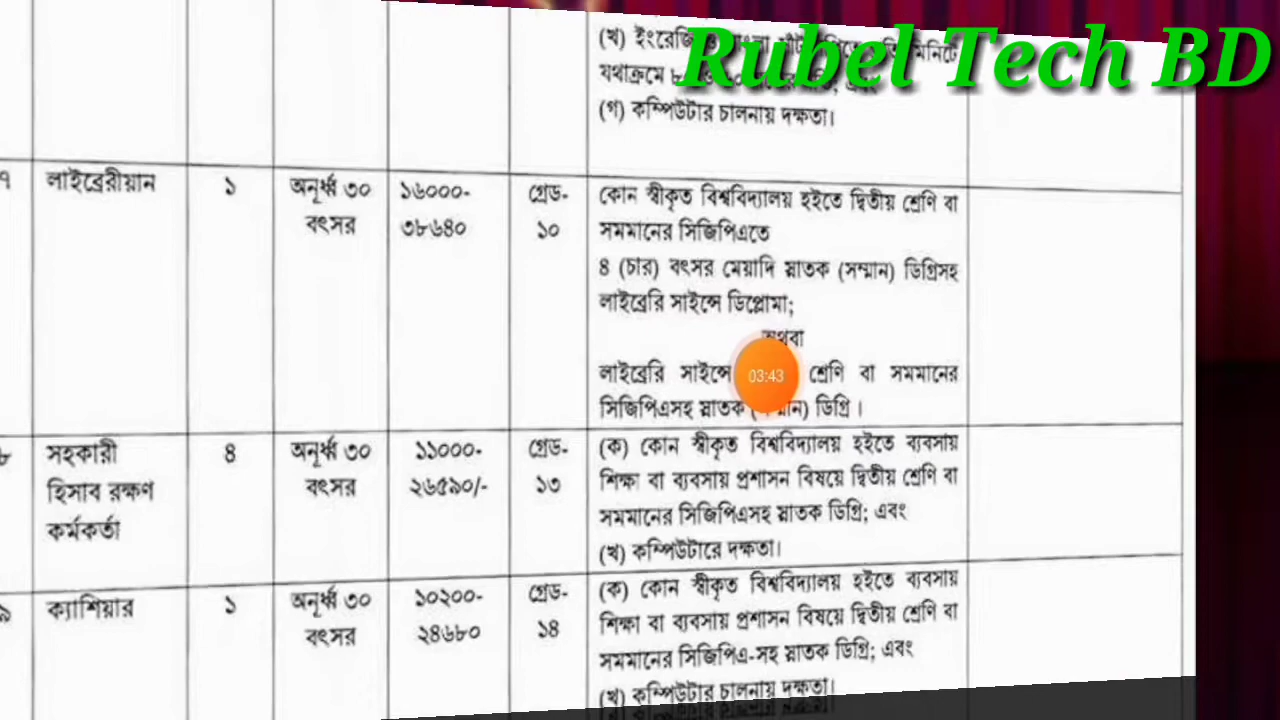 Rubel Tech BD
(খ) ইংরেজি
মিনিটে
যথাক্রমে
(গ) কম্পিউটার চালনায় দক্ষতা।
৭ লাইব্রেরীয়ান ১ অনূর্ধ্ব ৩০ ১৬০০০- গ্রেড- কোন স্বীকৃত বিশ্ববিদ্যালয় হইতে দ্বিতীয় শ্রেণি বা
বৎসর ৩৮৬৪০ ১০ সমমানের সিজিপিএতে
৪ (চার) বৎসর মেয়াদি স্নাতক (সম্মান) ডিগ্রিসহ
লাইব্রেরি সাইন্সে ডিপ্লোমা;
অথবা
লাইব্রেরি সাইন্সে 03:43 শ্রেণি বা সমমানের
সিজিপিএসহ স্নাতক ডিগ্রি।
৮ সহকারী ৪ অনূর্ধ্ব ৩০ ১১০০০- গ্রেড- (ক) কোন স্বীকৃত বিশ্ববিদ্যালয় হইতে ব্যবসায়
হিসাব রক্ষণ বৎসর ২৬৫৯০/- ১৩ শিক্ষা বা ব্যবসায় প্রশাসন বিষয়ে দ্বিতীয় শ্রেণি বা
কর্মকর্তা সমমানের সিজিপিএসহ স্নাতক ডিগ্রি; এবং
(খ) কম্পিউটারে দক্ষতা।
৯ ক্যাশিয়ার ১ অনূর্ধ্ব ৩০ ১০২০০- গ্রেড- (ক) কোন স্বীকৃত বিশ্ববিদ্যালয় হইতে ব্যবসায়
বৎসর ২৪৬৮০ ১৪ শিক্ষা বা ব্যবসায় প্রশাসন বিষয়ে দ্বিতীয় শ্রেণি বা
সমমানের সিজিপিএ-সহ স্নাতক ডিগ্রি; এবং
(খ) কম্পিউটার চালনায় দক্ষতা।